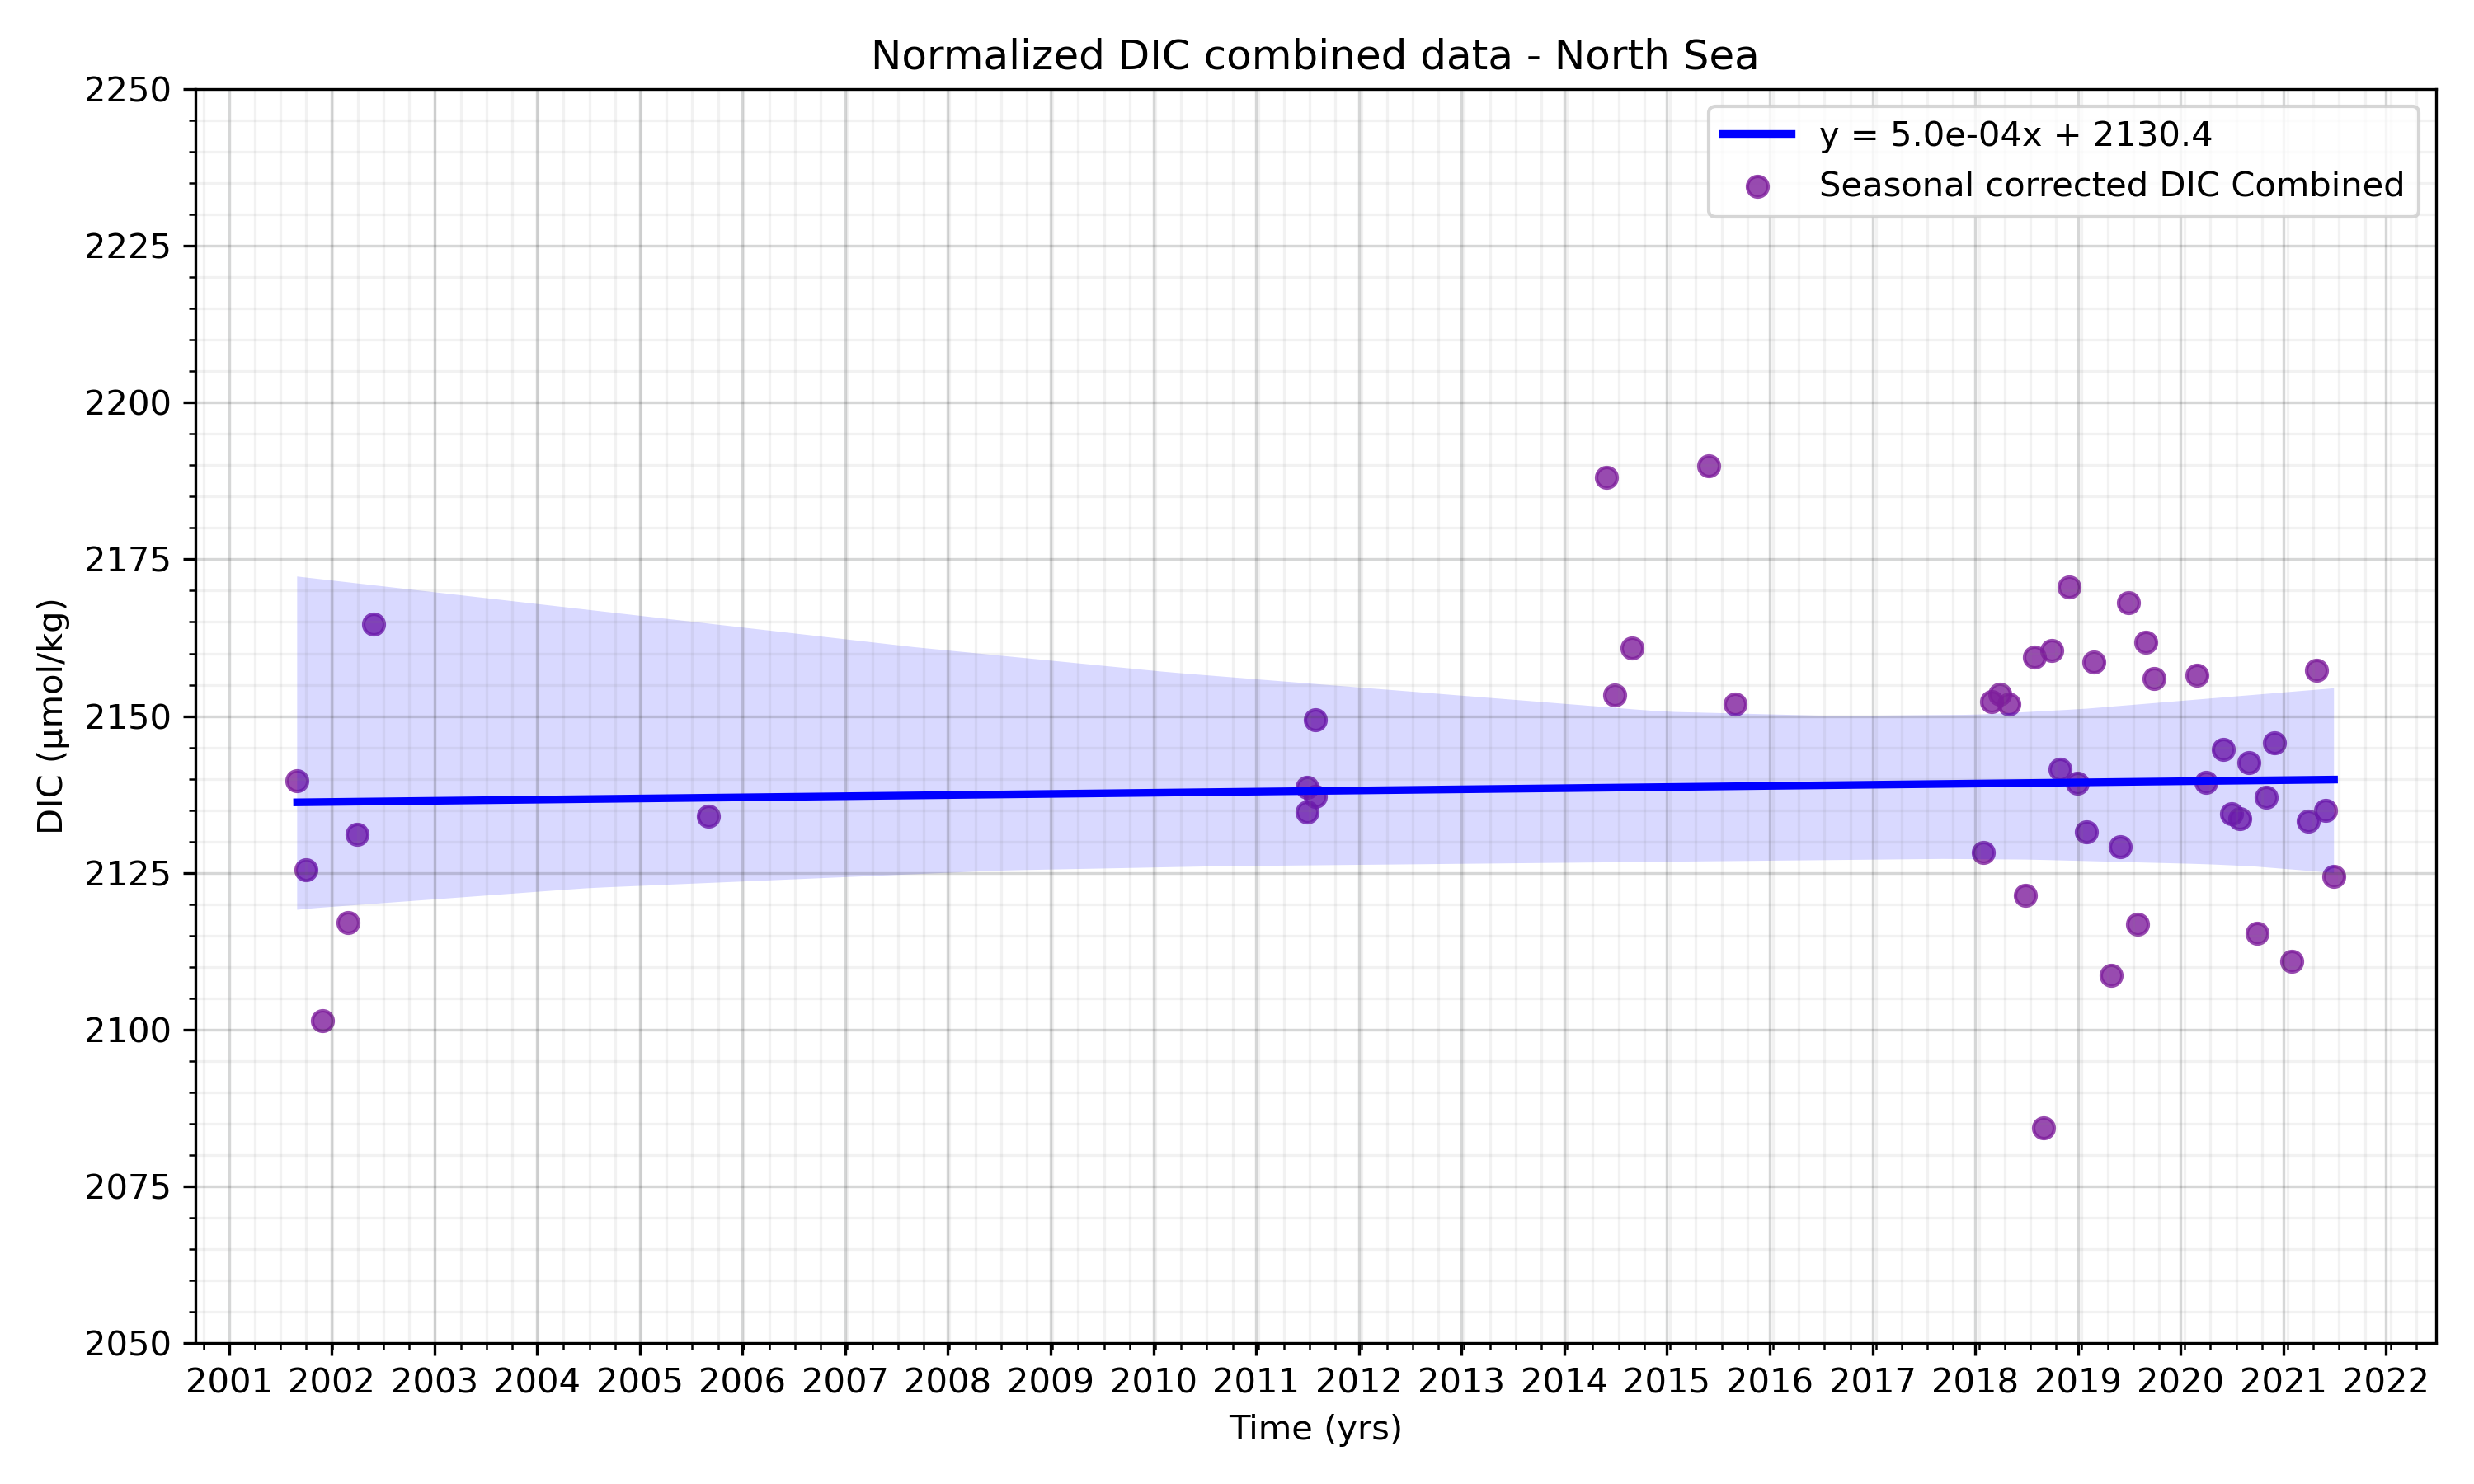 Normalized DIC combined data - North Sea
y = 5.0e-04x + 2130.4
Seasonal corrected DIC Combined
DIC (µmol/kg)
2250
2225
2200
2175
2150
2125
2100
2075
2050
2001 2002 2003 2004 2005 2006 2007 2008 2009 2010 2011 2012 2013 2014 2015 2016 2017 2018 2019 2020 2021 2022
Time (yrs)